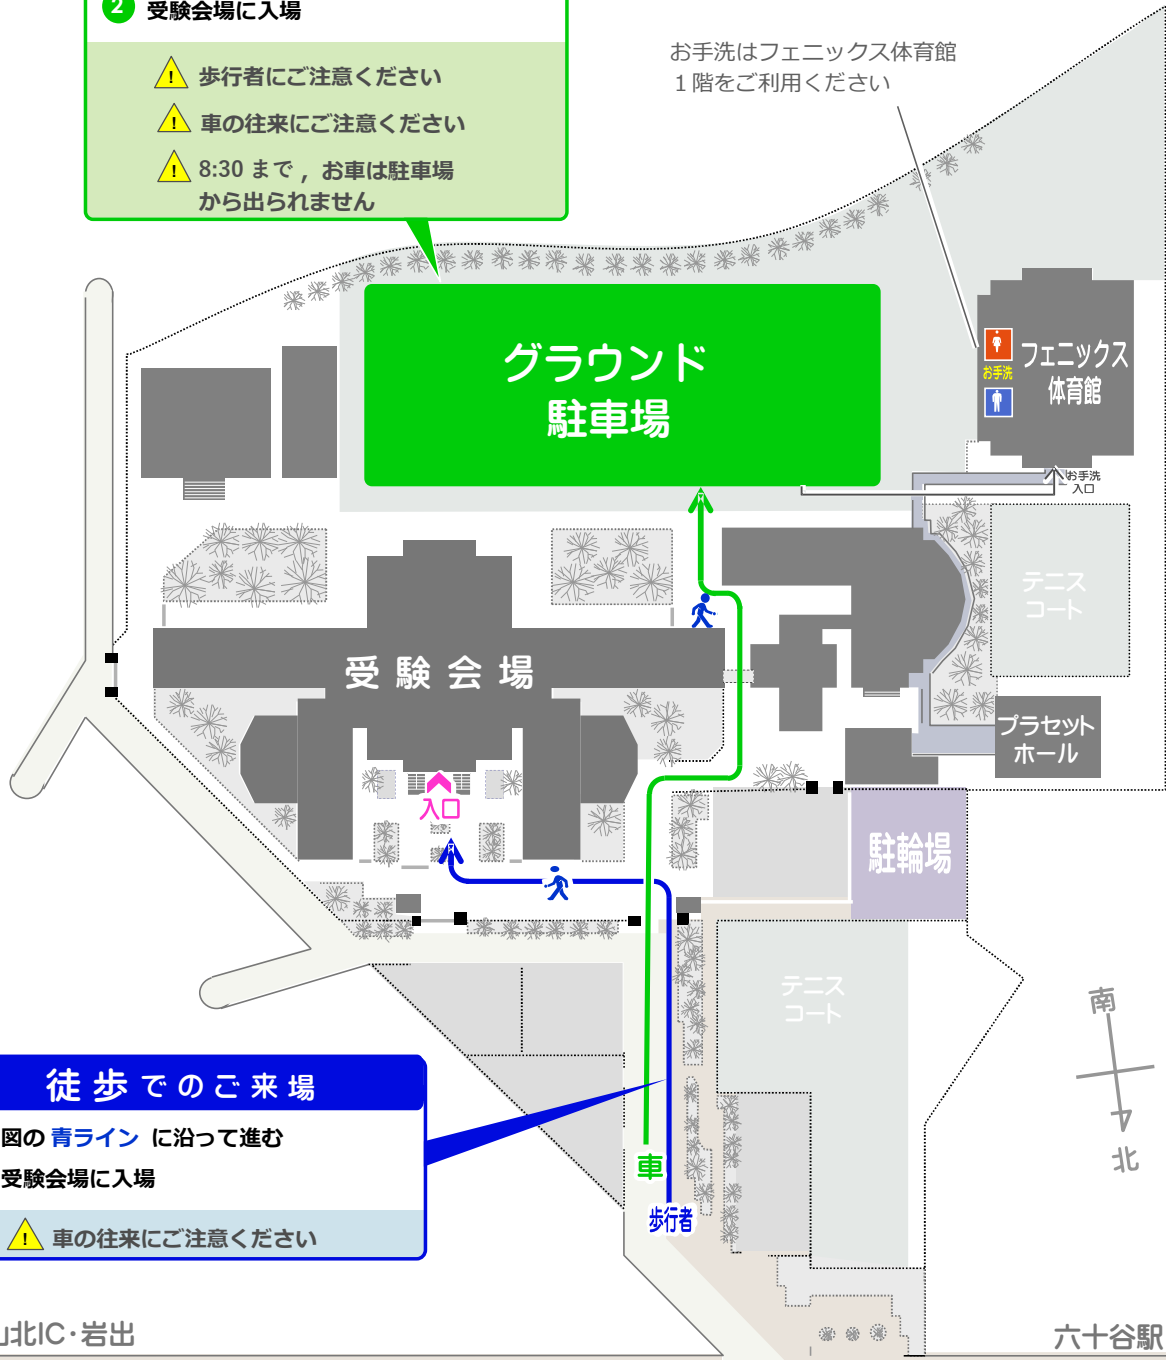 2 受験会場に入場
歩行者にご注意ください
車の往来にご注意ください
8:30 まで，お車は駐車場
から出られません
お手洗はフェニックス体育館
１階をご利用ください
グラウンド
駐車場
お手洗
フェニックス
体育館
お手洗
入口
テニス
コート
受験会場
プラセット
ホール
入口
駐輪場
テニス
コート
南
北
徒歩でのご来場
図の 青ライン に沿って進む
受験会場に入場
車の往来にご注意ください
車
歩行者
北IC・岩出
六十谷駅